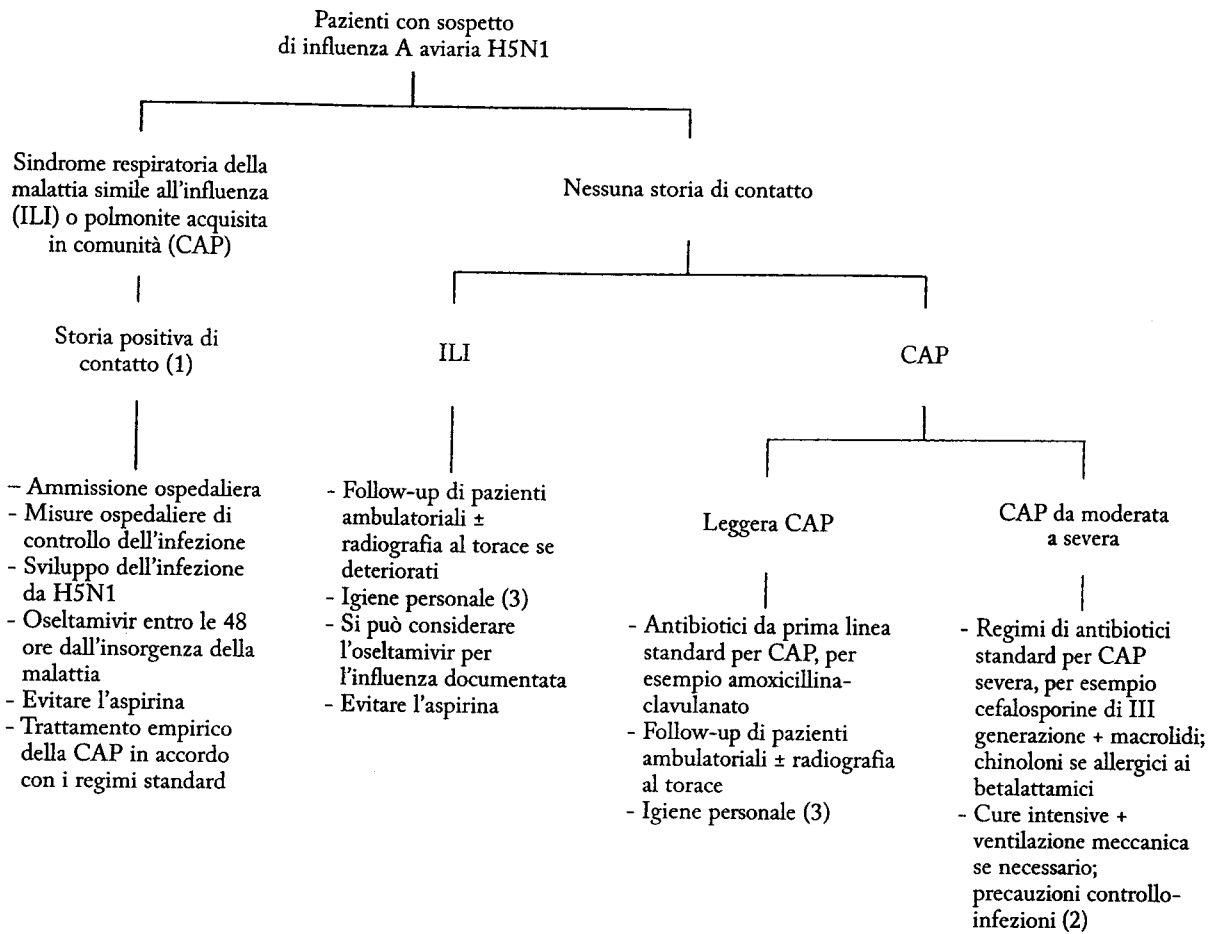 Pazienti con sospetto
di influenza A aviaria H5N1
Sindrome respiratoria della
malattia simile all'influenza
(ILI) o polmonite acquisita
in comunità (CAP)
Nessuna storia di contatto
Storia positiva di
contatto (1)
ILI
CAP
– Ammissione ospedaliera
- Misure ospedaliere di
controllo dell'infezione
- Sviluppo dell'infezione
da H5N1
- Oseltamivir entro le 48
ore dall'insorgenza della
malattia
- Evitare l'aspirina
- Trattamento empirico
della CAP in accordo
con i regimi standard
- Follow-up di pazienti
ambulatoriali ±
radiografia al torace se
deteriorati
- Igiene personale (3)
- Si può considerare
l'oseltamivir per
l'influenza documentata
- Evitare l'aspirina
Leggera CAP
CAP da moderata
a severa
- Antibiotici da prima linea
standard per CAP, per
esempio amoxicillina-
clavulanato
- Follow-up di pazienti
ambulatoriali ± radiografia
al torace
- Igiene personale (3)
- Regimi di antibiotici
standard per CAP
severa, per esempio
cefalosporine di III
generazione + macrolidi;
chinoloni se allergici ai
betalattamici
- Cure intensive +
ventilazione meccanica
se necessario;
precauzioni controllo-
infezioni (2)